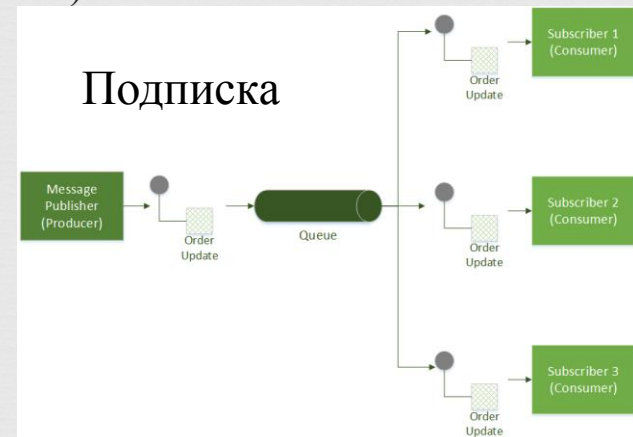 )
Подписка
Message
Publisher
(Producer)
Order
Update
Queue
Order
Update
Subscriber 1
(Consumer)
Order
Update
Subscriber 2
(Consumer)
Order
Update
Subscriber 3
(Consumer)